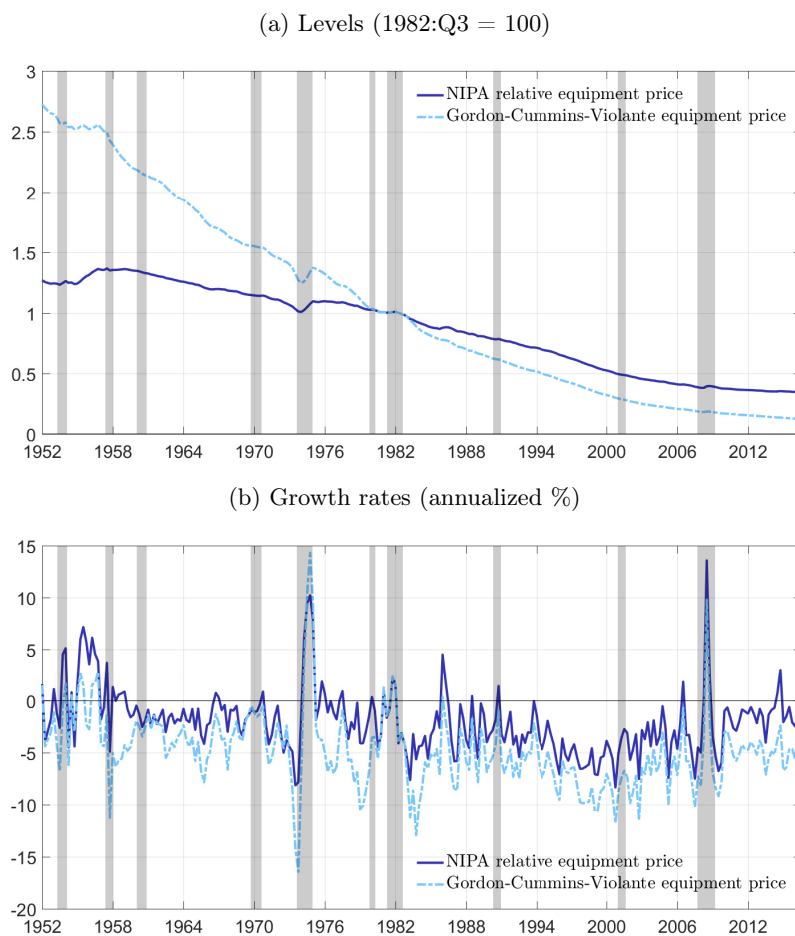 (a) Levels (1982:Q3 = 100)
3
NIPA relative equipment price
Gordon-Cummins-Violante equipment price
2.5
2
1.5
1
0.5
0
1952 1958 1964 1970 1976 1982 1988 1994 2000 2006 2012
(b) Growth rates (annualized %)
15
10
5
0
-5
-10
-15
NIPA relative equipment price
Gordon-Cummins-Violante equipment price
-20
1952 1958 1964 1970 1976 1982 1988 1994 2000 2006 2012